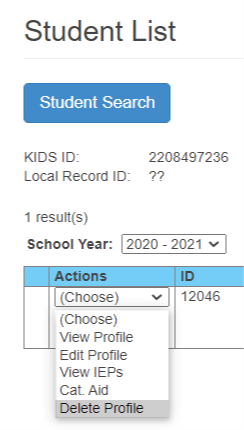 Student List
Student Search
KIDS ID: 2208497236
Local Record ID: ??
1 result(s)
School Year: 2020 - 2021
Actions ID
(Choose) 12046
(Choose)
View Profile
Edit Profile
View IEPs
Cat. Aid
Delete Profile